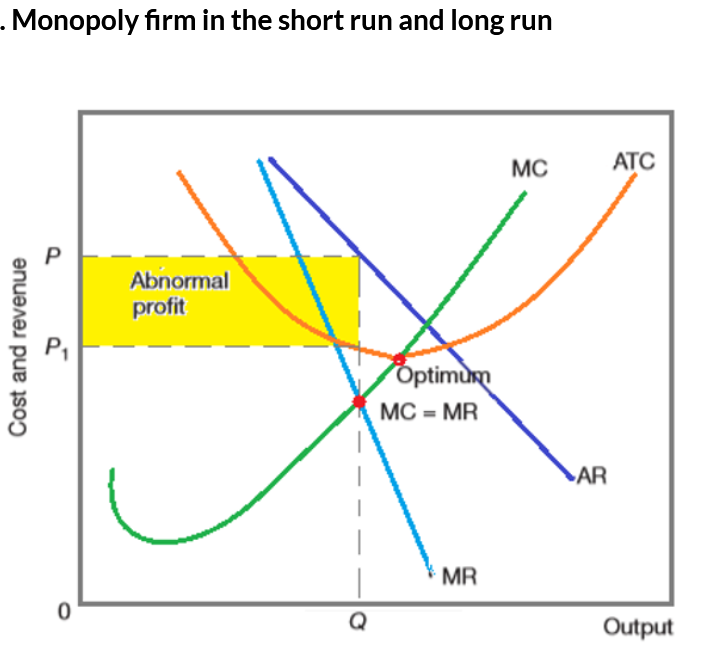 . Monopoly firm in the short run and long run
MC
ATC
P
Abnormal
profit
P₁
Cost and revenue
Optimum
MC = MR
AR
MR
0
Q
Output